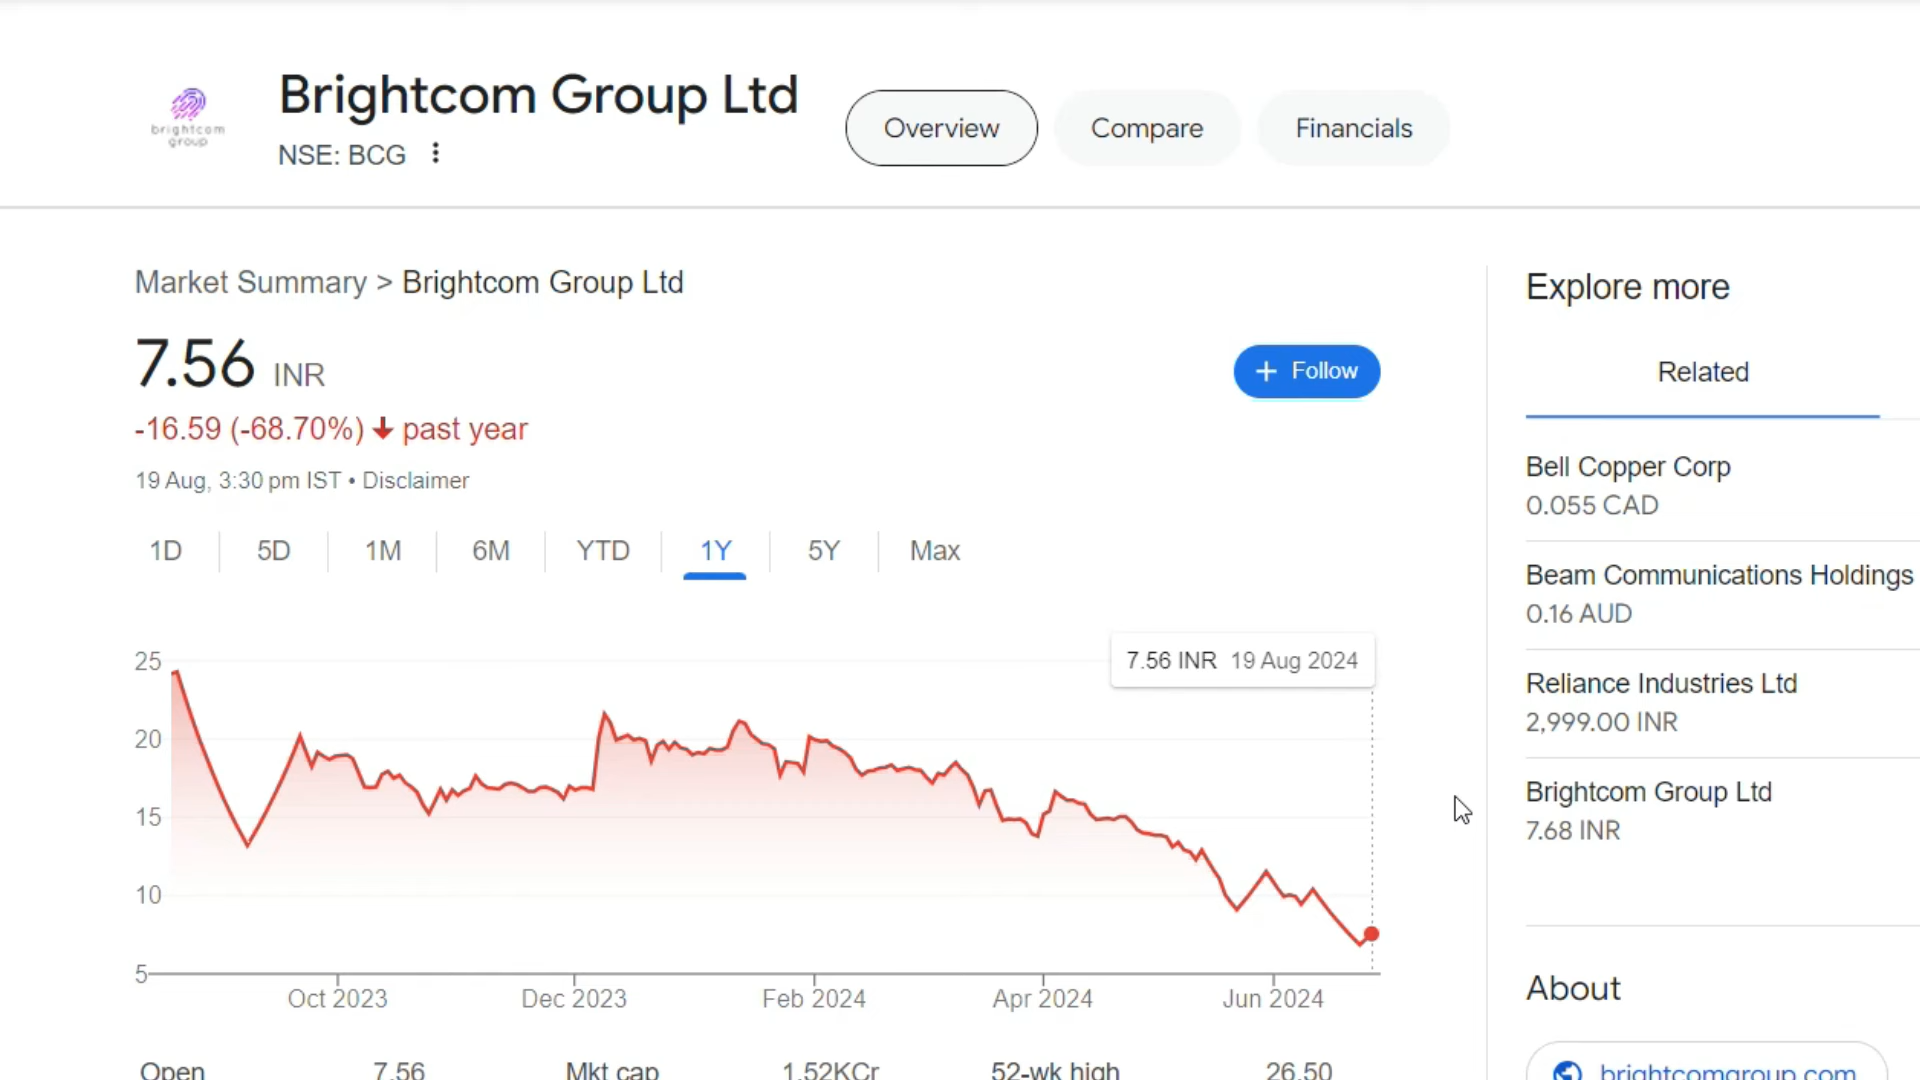 brightcom
group
Brightcom Group Ltd
NSE: BCG
Overview
Compare
Financials
Market Summary > Brightcom Group Ltd
7.56 INR
-16.59 (-68.70%) past year
19 Aug, 3:30 pm IST • Disclaimer
+ Follow
1D 5D 1M 6M YTD 1Y 5Y Max
7.56 INR 19 Aug 2024
25
20
15
10
5
Oct 2023 Dec 2023 Feb 2024 Apr 2024 Jun 2024
Open 7.56 Mkt cap 1.52KCr 52-wk high 26.50
Explore more
Related
Bell Copper Corp
0.055 CAD
Beam Communications Holdings
0.16 AUD
Reliance Industries Ltd
2,999.00 INR
Brightcom Group Ltd
7.68 INR
About
brightcomgroup.com